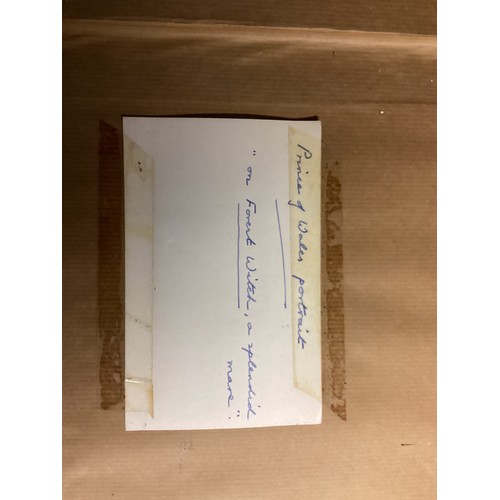 Prince of Wales portrait
"on Forest Witch, a splendid
mare".